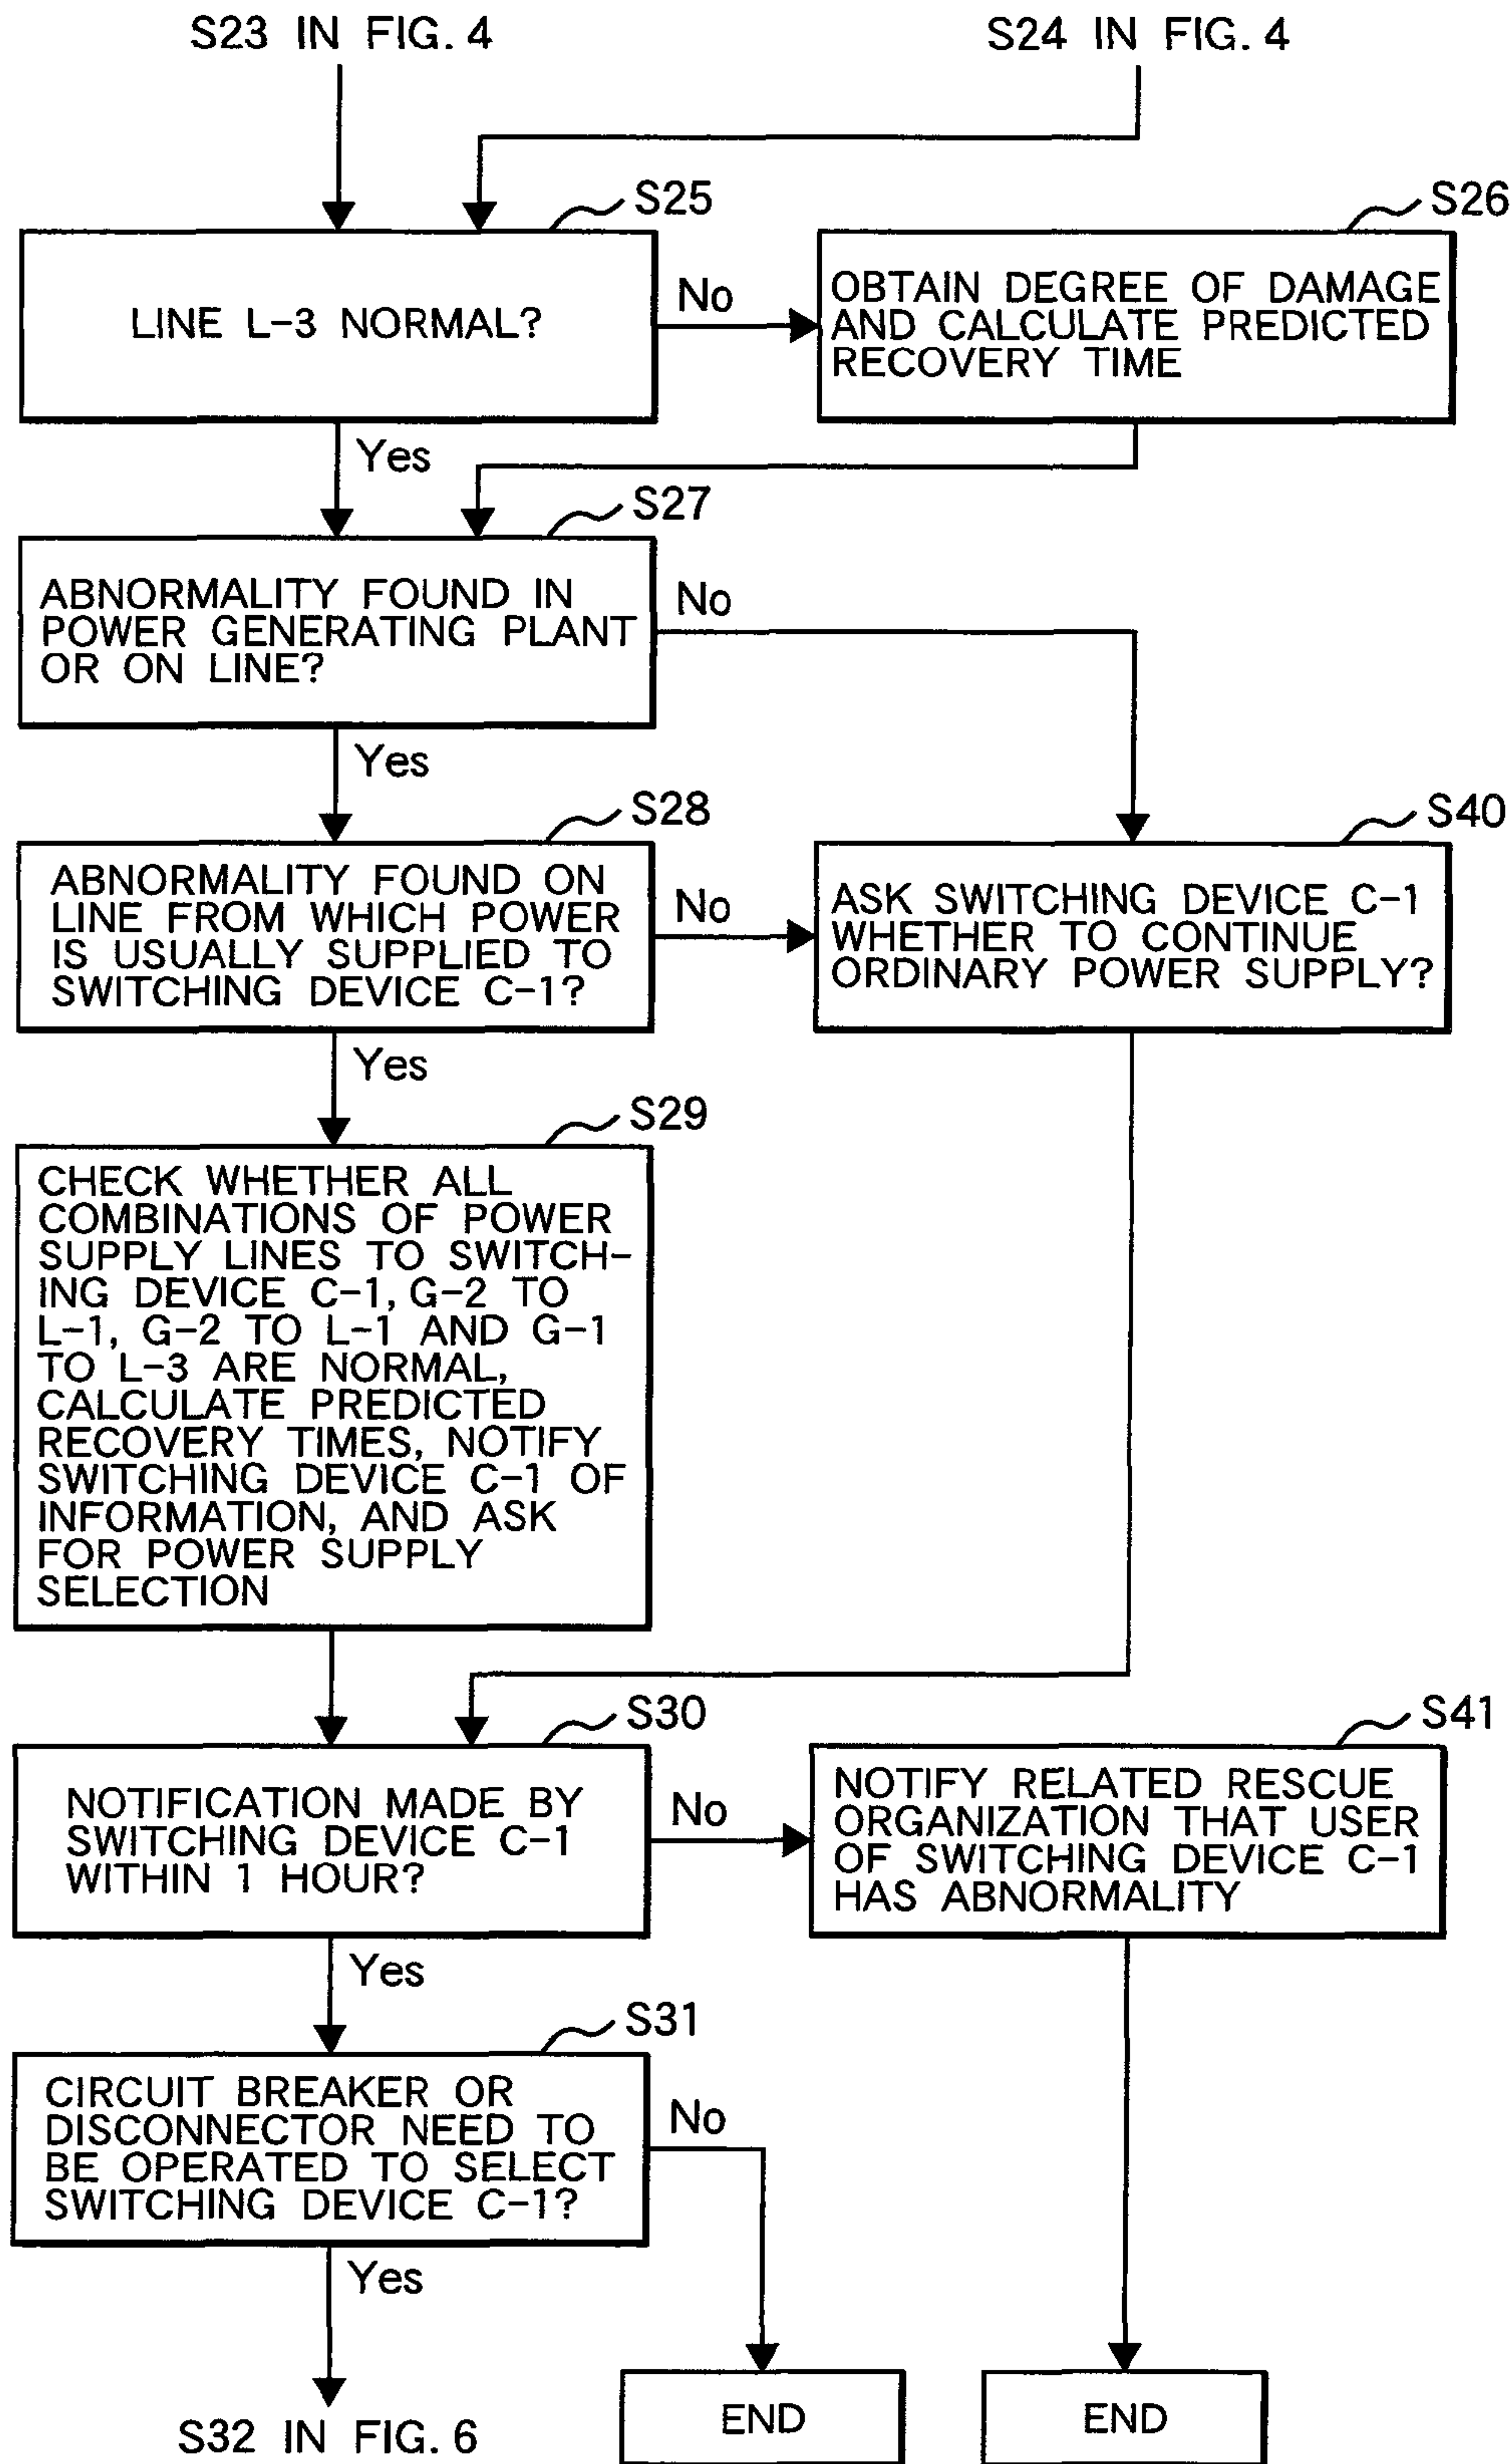 S23 IN FIG. 4
S24 IN FIG. 4
S25
S26
LINE L-3 NORMAL?
No
OBTAIN DEGREE OF DAMAGE
AND CALCULATE PREDICTED
RECOVERY TIME
Yes
S27
ABNORMALITY FOUND IN
POWER GENERATING PLANT
OR ON LINE?
No
Yes
S28
S40
ABNORMALITY FOUND ON
LINE FROM WHICH POWER
IS USUALLY SUPPLIED TO
SWITCHING DEVICE C-1?
No
ASK SWITCHING DEVICE C-1
WHETHER TO CONTINUE
ORDINARY POWER SUPPLY?
Yes
S29
CHECK WHETHER ALL
COMBINATIONS OF POWER
SUPPLY LINES TO SWITCH-
ING DEVICE C-1, G-2 TO
L-1, G-2 TO L-1 AND G-1
TO L-3 ARE NORMAL,
CALCULATE PREDICTED
RECOVERY TIMES, NOTIFY
SWITCHING DEVICE C-1 OF
INFORMATION, AND ASK
FOR POWER SUPPLY
SELECTION
S30
S41
NOTIFICATION MADE BY
SWITCHING DEVICE C-1
WITHIN 1 HOUR?
No
NOTIFY RELATED RESCUE
ORGANIZATION THAT USER
OF SWITCHING DEVICE C-1
HAS ABNORMALITY
Yes
S31
CIRCUIT BREAKER OR
DISCONNECTOR NEED TO
BE OPERATED TO SELECT
SWITCHING DEVICE C-1?
No
Yes
S32 IN FIG. 6
END
END